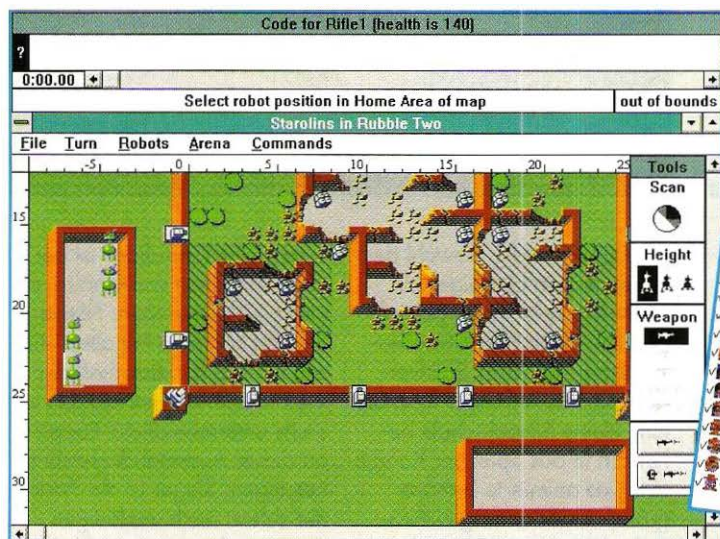 Code for Rifle1 (health is 140)
?
0:00.00
Select robot position in Home Area of map out of bounds
Starolins in Rubble Two
File Turn Robots Arena Commands
-5 0 5 10 15 20 25
Tools
Scan
15
Height
20
Weapon
25
30